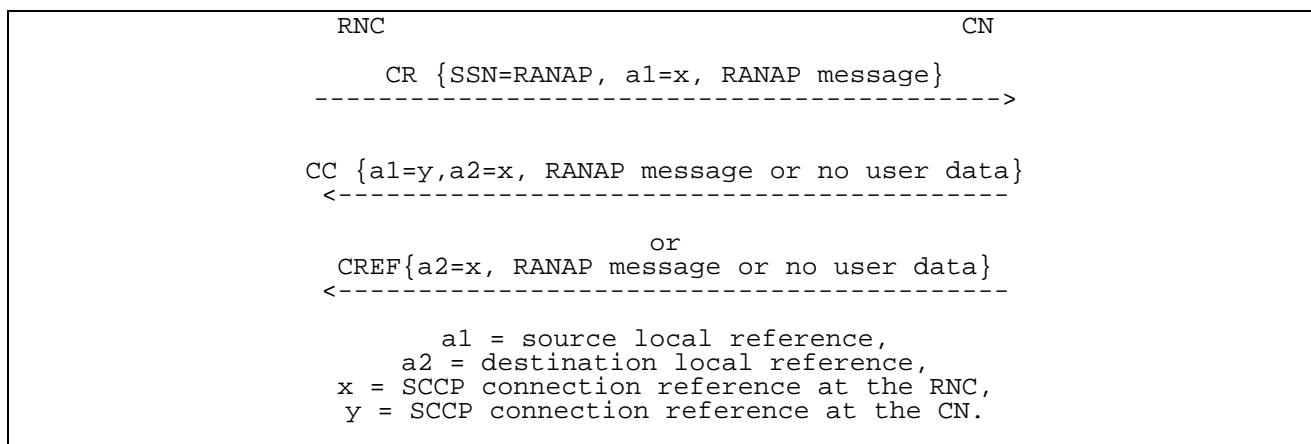 RNC CN
CR {SSN=RANAP, a1=x, RANAP message}
------------------------------------------->
CC {a1=y,a2=x, RANAP message or no user data}
<------------------------------------------
or
CREF{a2=x, RANAP message or no user data}
<------------------------------------------
a1 = source local reference,
a2 = destination local reference,
x = SCCP connection reference at the RNC,
y = SCCP connection reference at the CN.